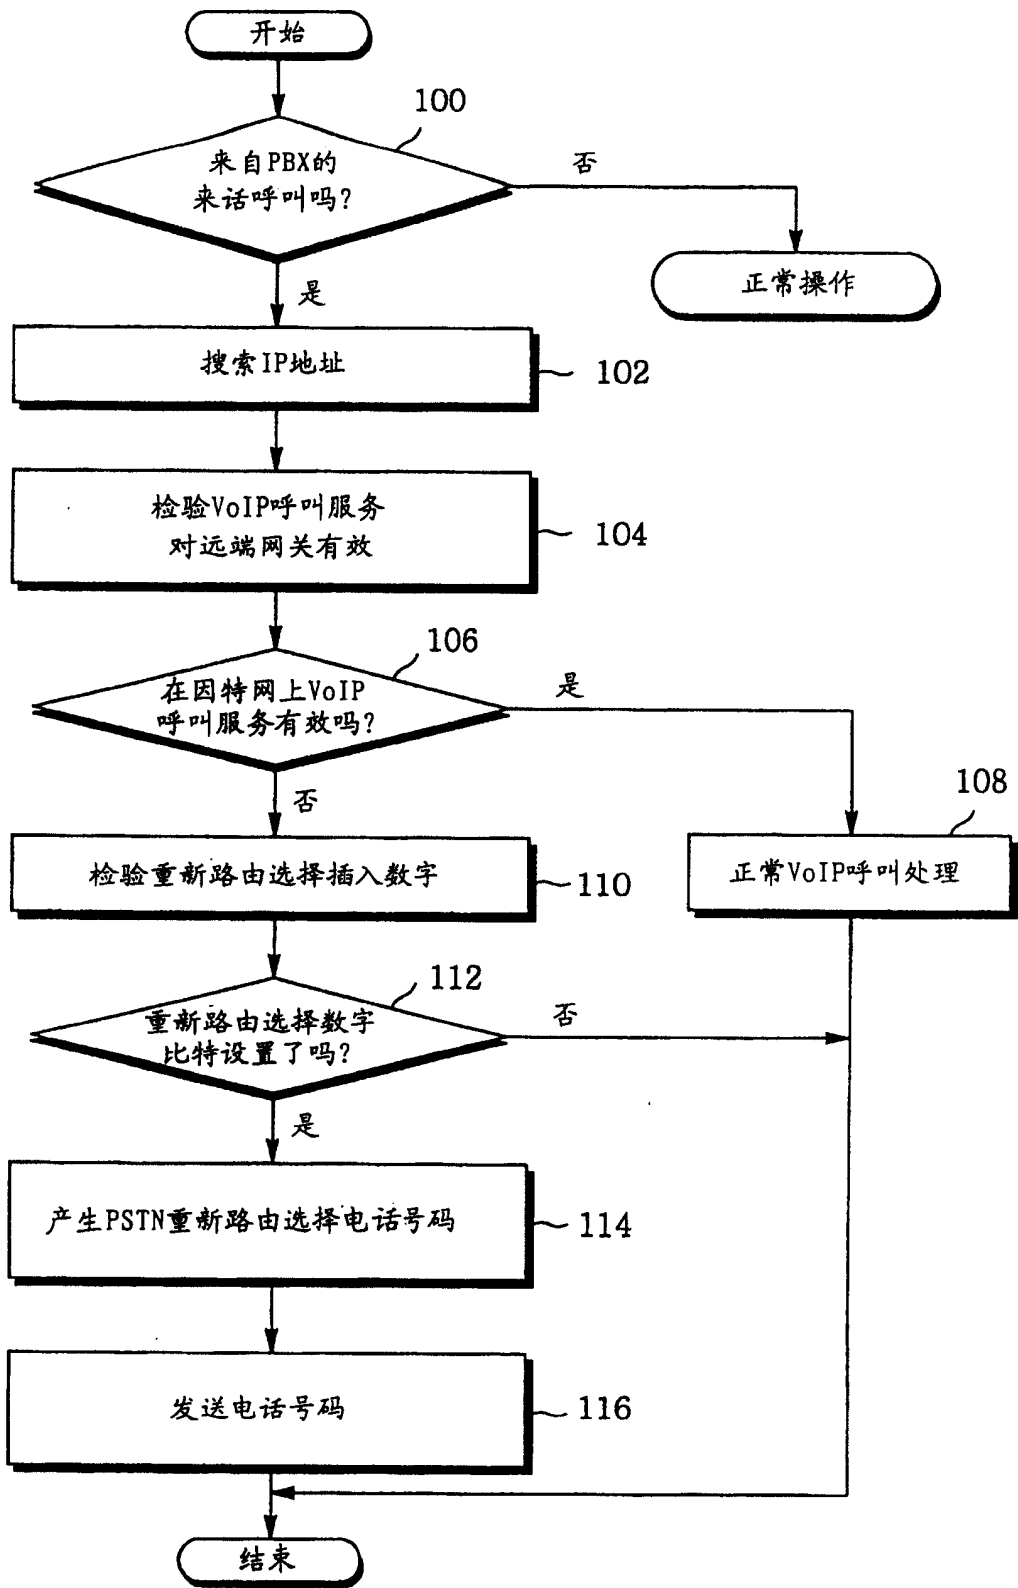 开始
100
来自PBX的
来话呼叫吗?
否
正常操作
是
搜索IP地址
102
检验VoIP呼叫服务
对远端网关有效
104
106
在因特网上VoIP
呼叫服务有效吗?
是
否
108
正常VoIP呼叫处理
检验重新路由选择插入数字
110
112
重新路由选择数字
比特设置了吗?
否
是
产生PSTN重新路由选择电话号码
114
发送电话号码
116
结束